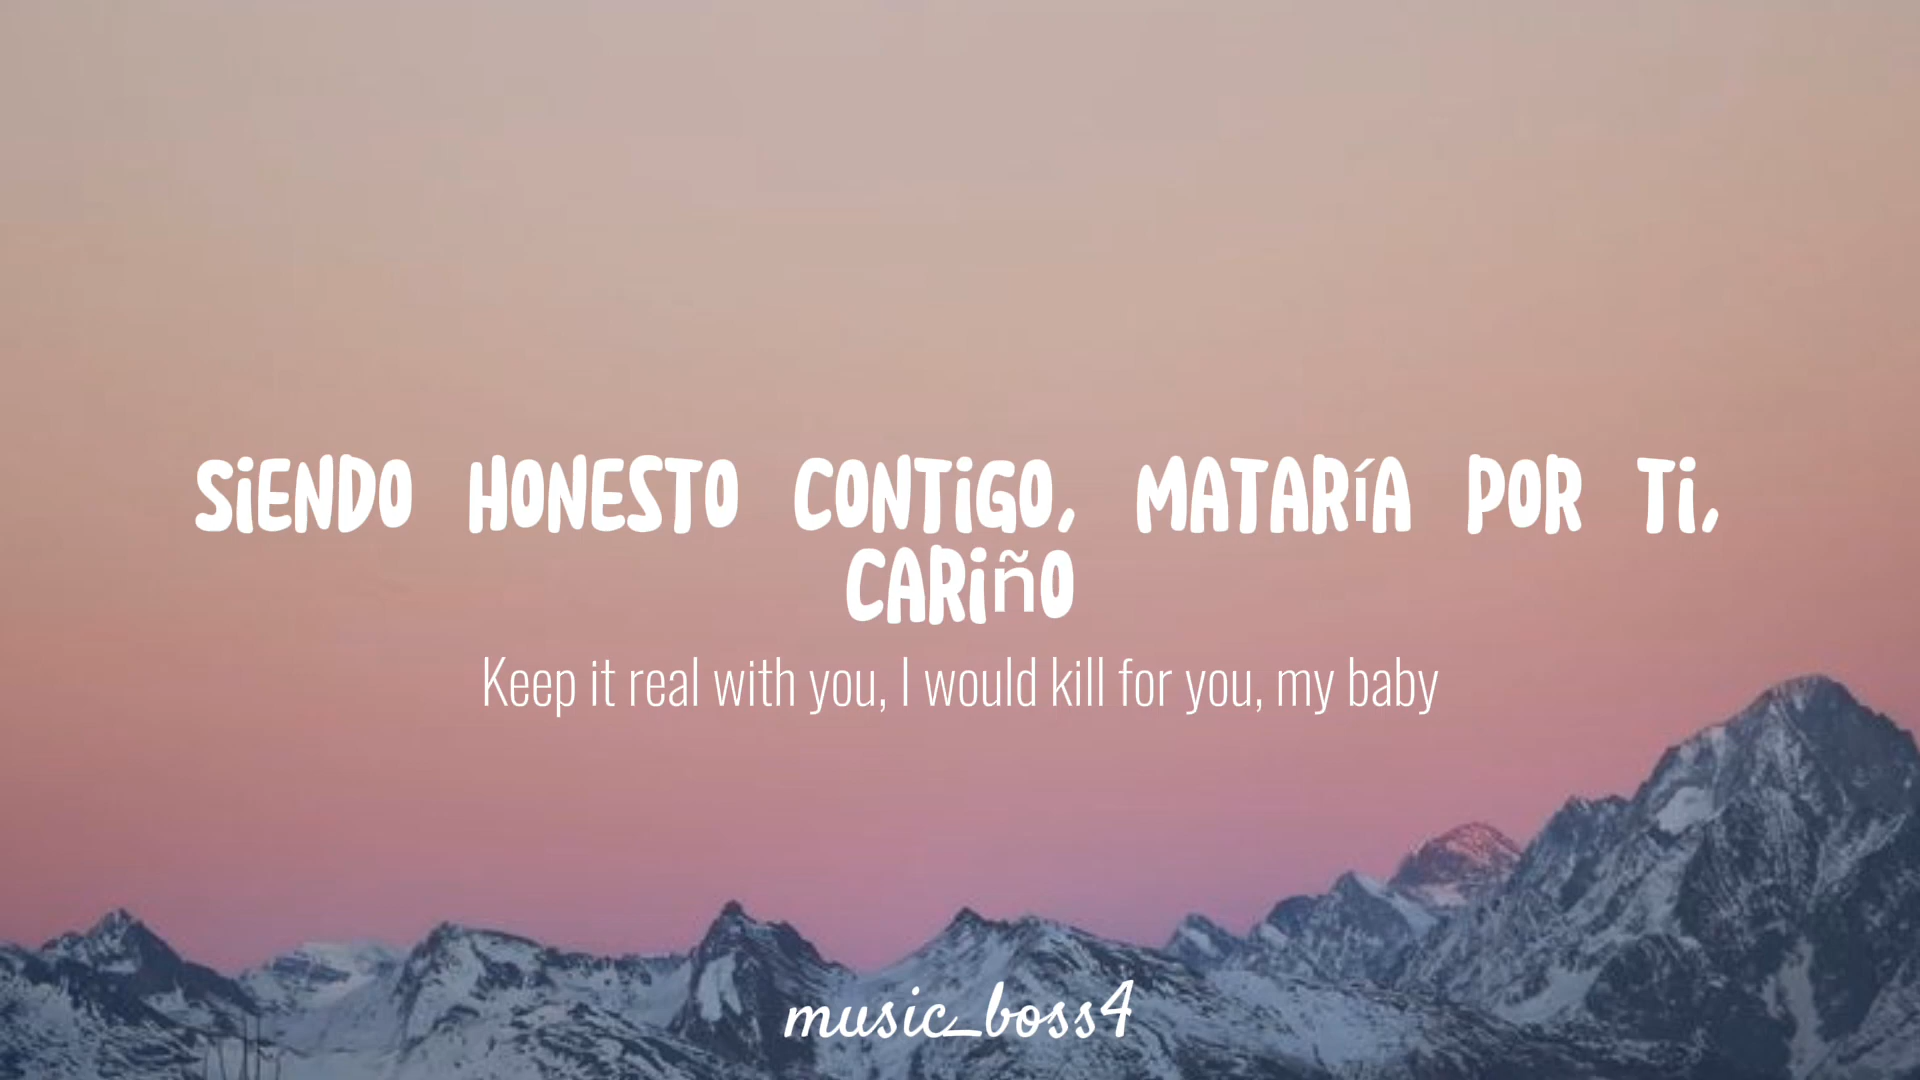 SiENDO HONESTO CONTiGO, MATARíA POR Ti,
CARiñO
Keep it real with you, I would kill for you, my baby
music_boss4